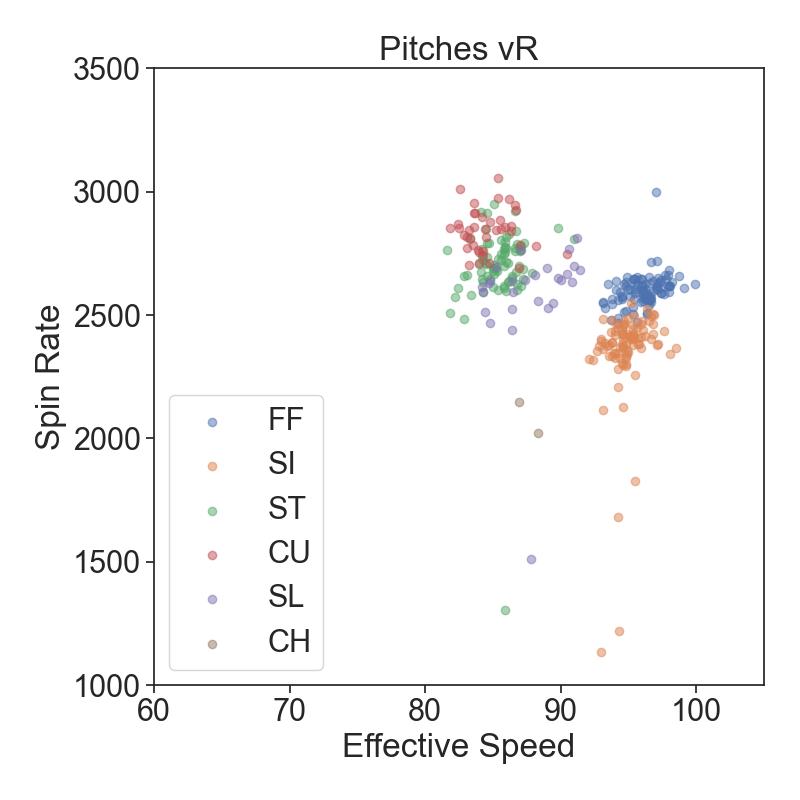 Pitches vR
3500
3000
2500
2000
1500
1000
Spin Rate
FF
SI
ST
CU
SL
CH
60 70 80 90 100
Effective Speed